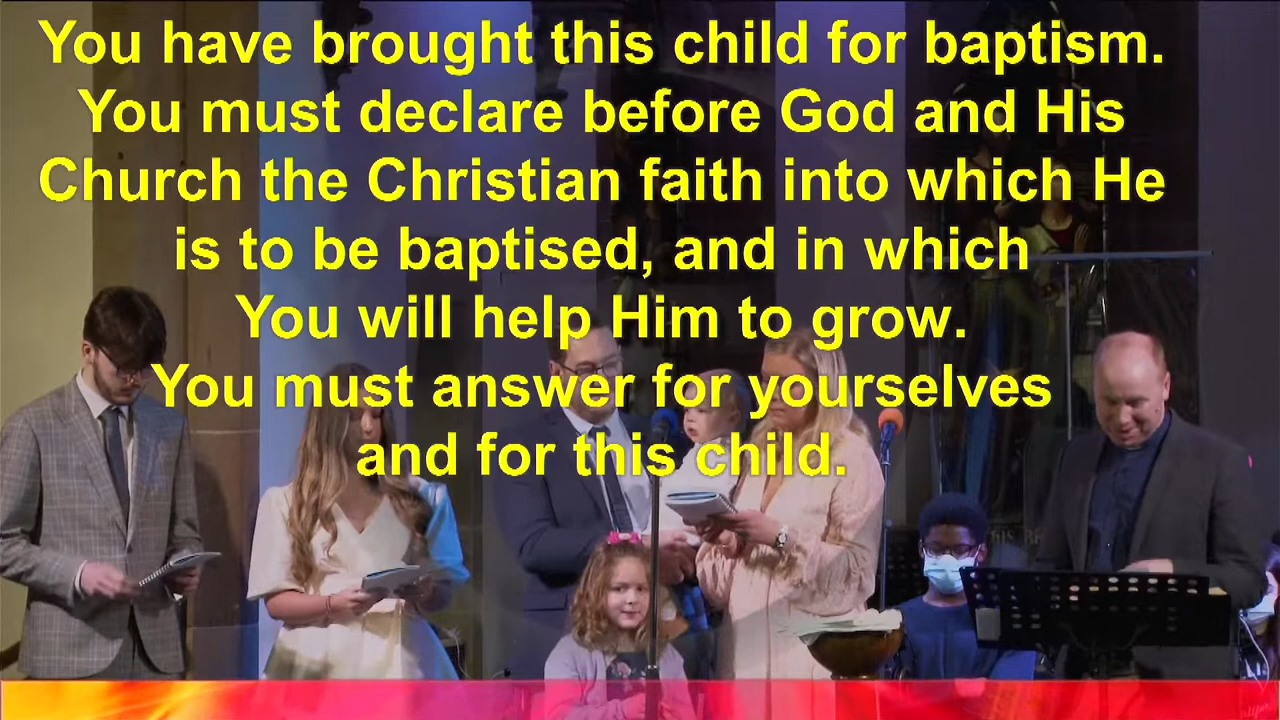 You have brought this child for baptism.
You must declare before God and His
Church the Christian faith into which He
is to be baptised, and in which
You will help Him to grow.
You must answer for yourselves
and for this child.